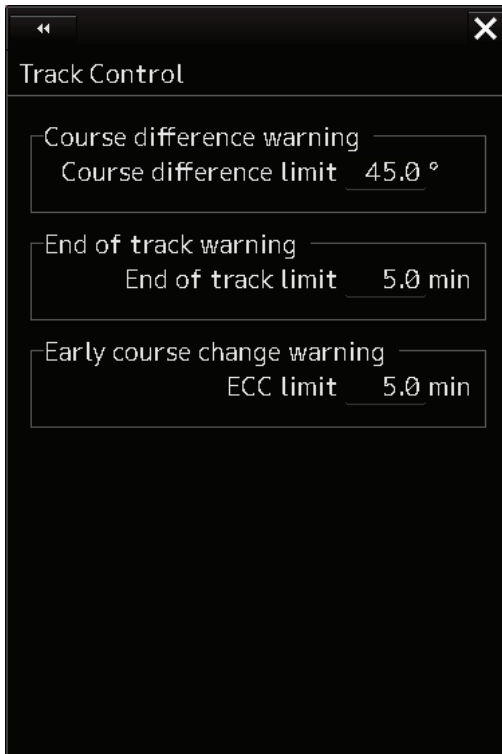 Track Control
Course difference warning
Course difference limit 45.0 °
End of track warning
End of track limit 5.0 min
Early course change warning
ECC limit 5.0 min